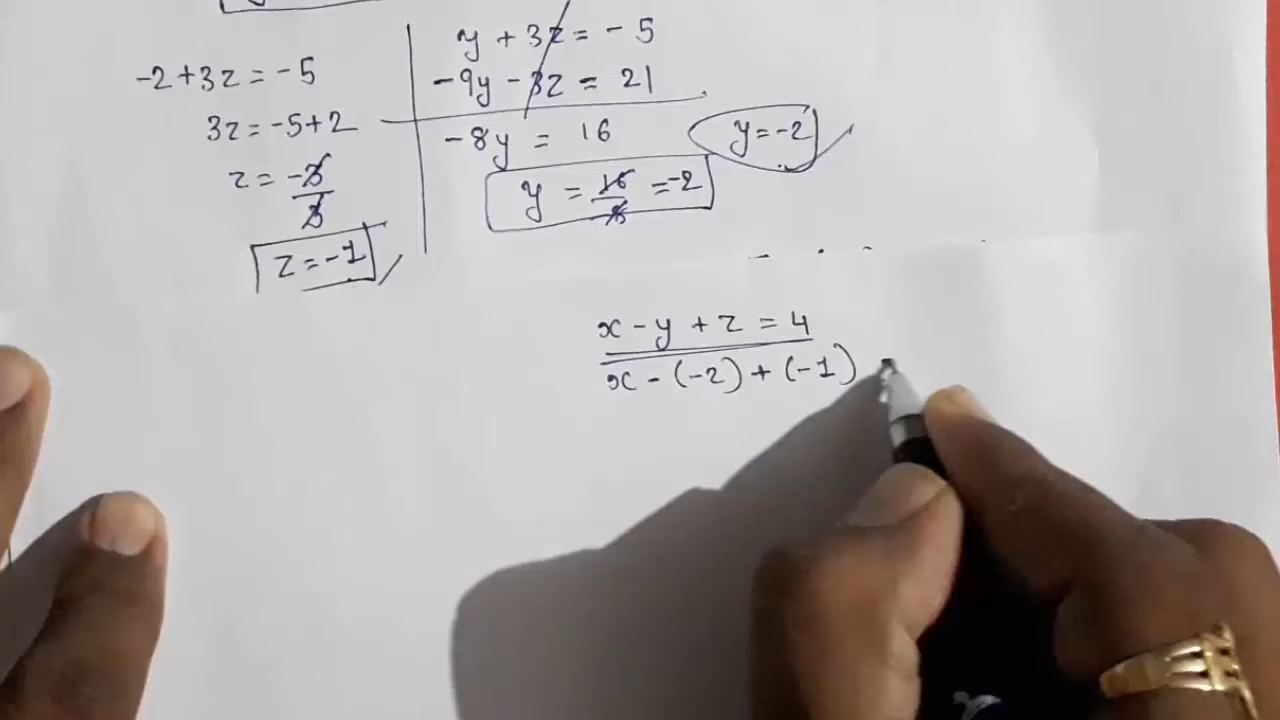 -2+3z = -5
3z = -5+2
z = -3/3
z = -1
y + 3z = - 5
-9y - 3z = 21
-8y = 16
y = 16/8 = -2
y = -2
x - y + z = 4
x - (-2) + (-1)